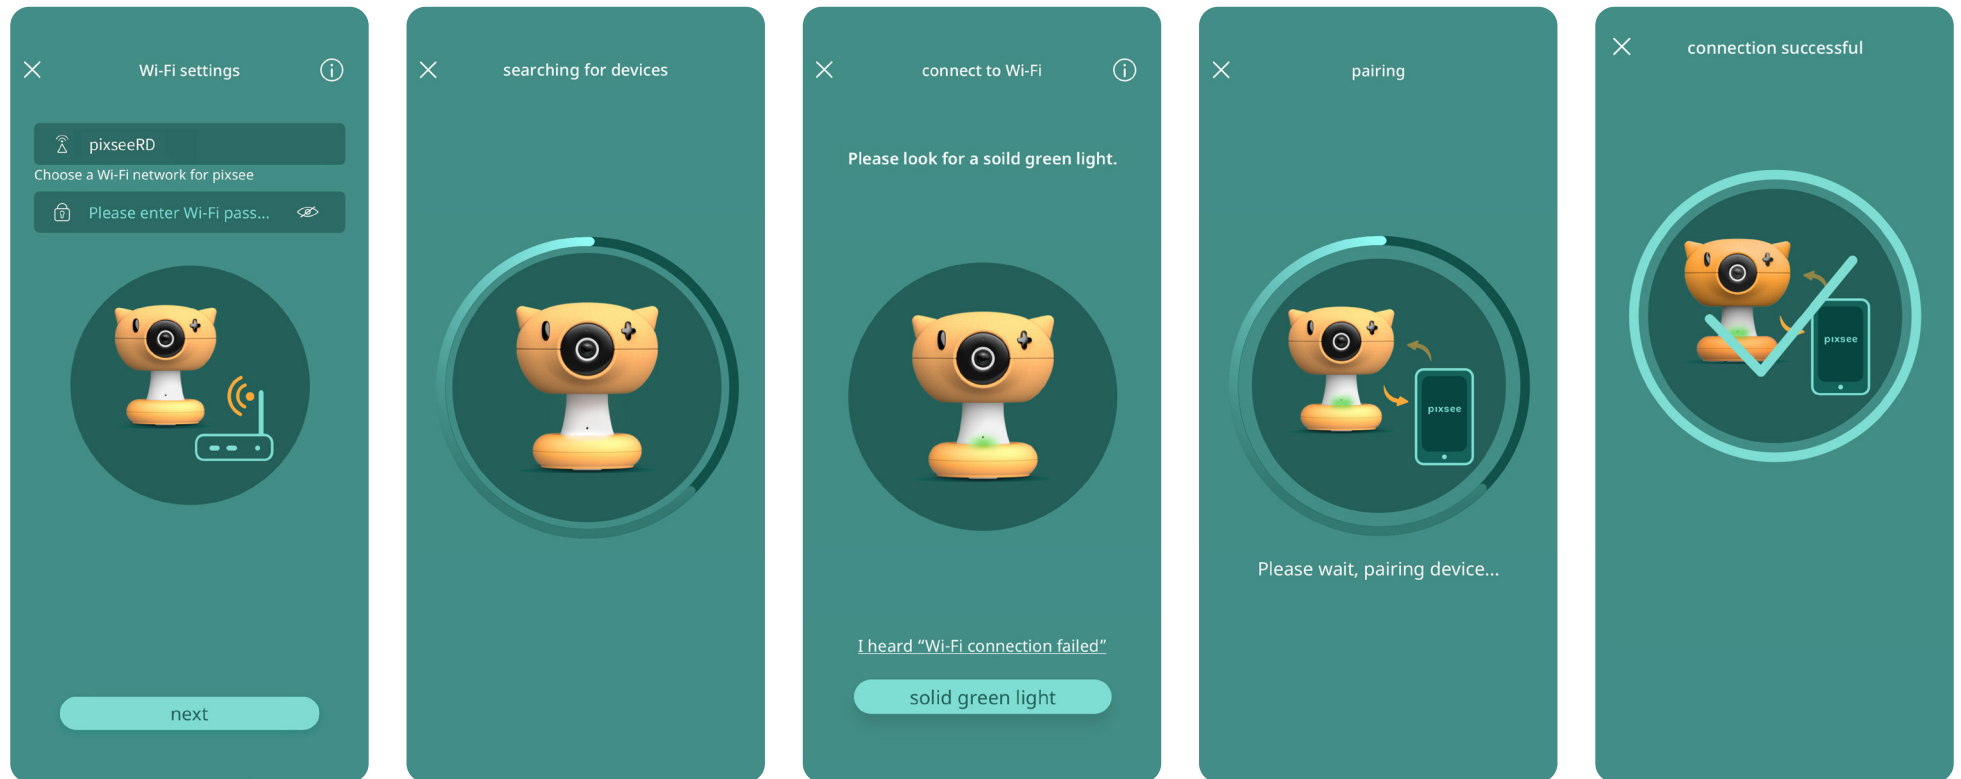 Wi-Fi settings
pixseeRD
Choose a Wi-Fi network for pixsee
Please enter Wi-Fi pass...
next
searching for devices
connect to Wi-Fi
Please look for a soild green light.
I heard “Wi-Fi connection failed”
solid green light
pairing
pixsee
Please wait, pairing device...
connection successful
pixsee